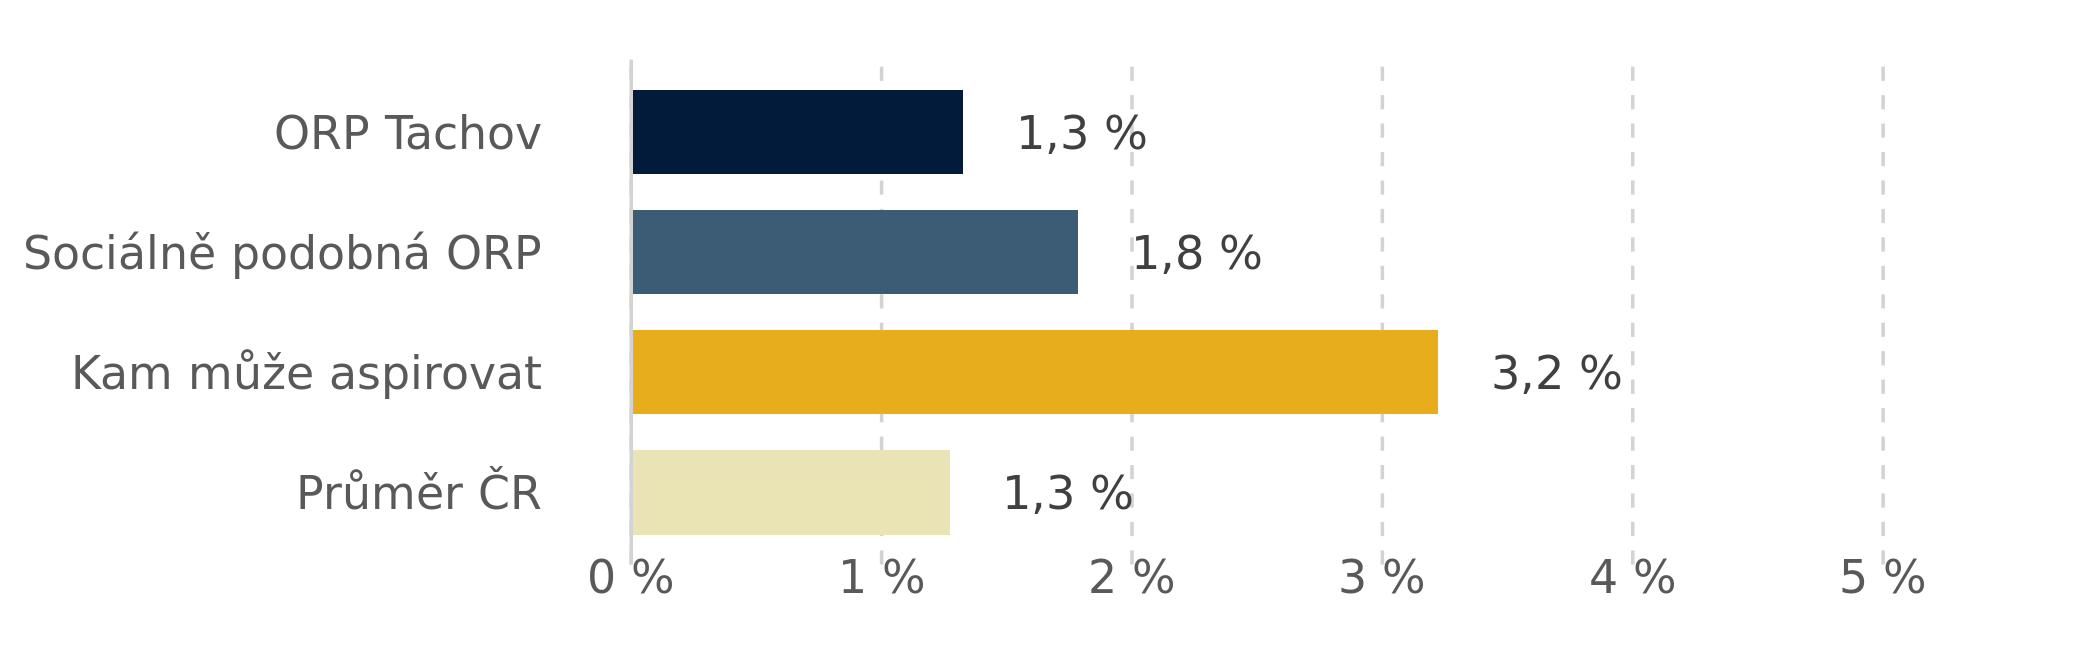 ORP Tachov 1,3 %
Sociálně podobná ORP 1,8 %
Kam může aspirovat 3,2 %
Průměr ČR 1,3 %
0 % 1 % 2 % 3 % 4 % 5 %